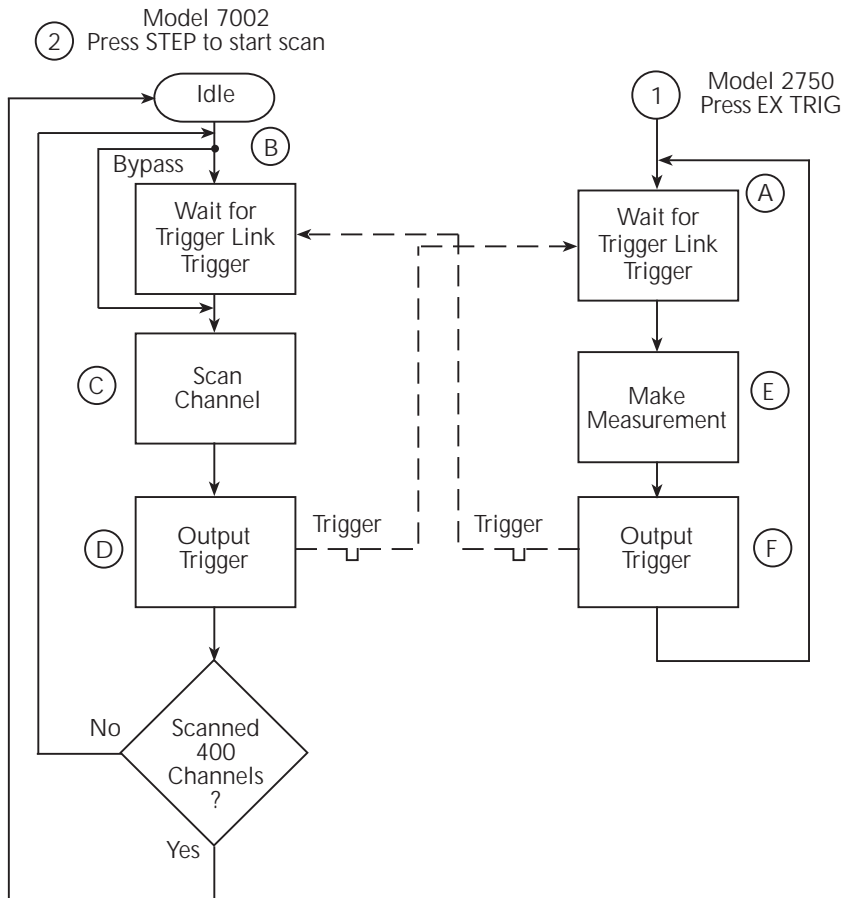 Model 7002
2 Press STEP to start scan
Idle
B
Bypass
Wait for
Trigger Link
Trigger
C
Scan
Channel
D
Output
Trigger
Trigger
No
Scanned
400
Channels
?
Yes
1
Model 2750
Press EX TRIG
A
Wait for
Trigger Link
Trigger
E
Make
Measurement
Trigger
Output
Trigger
F